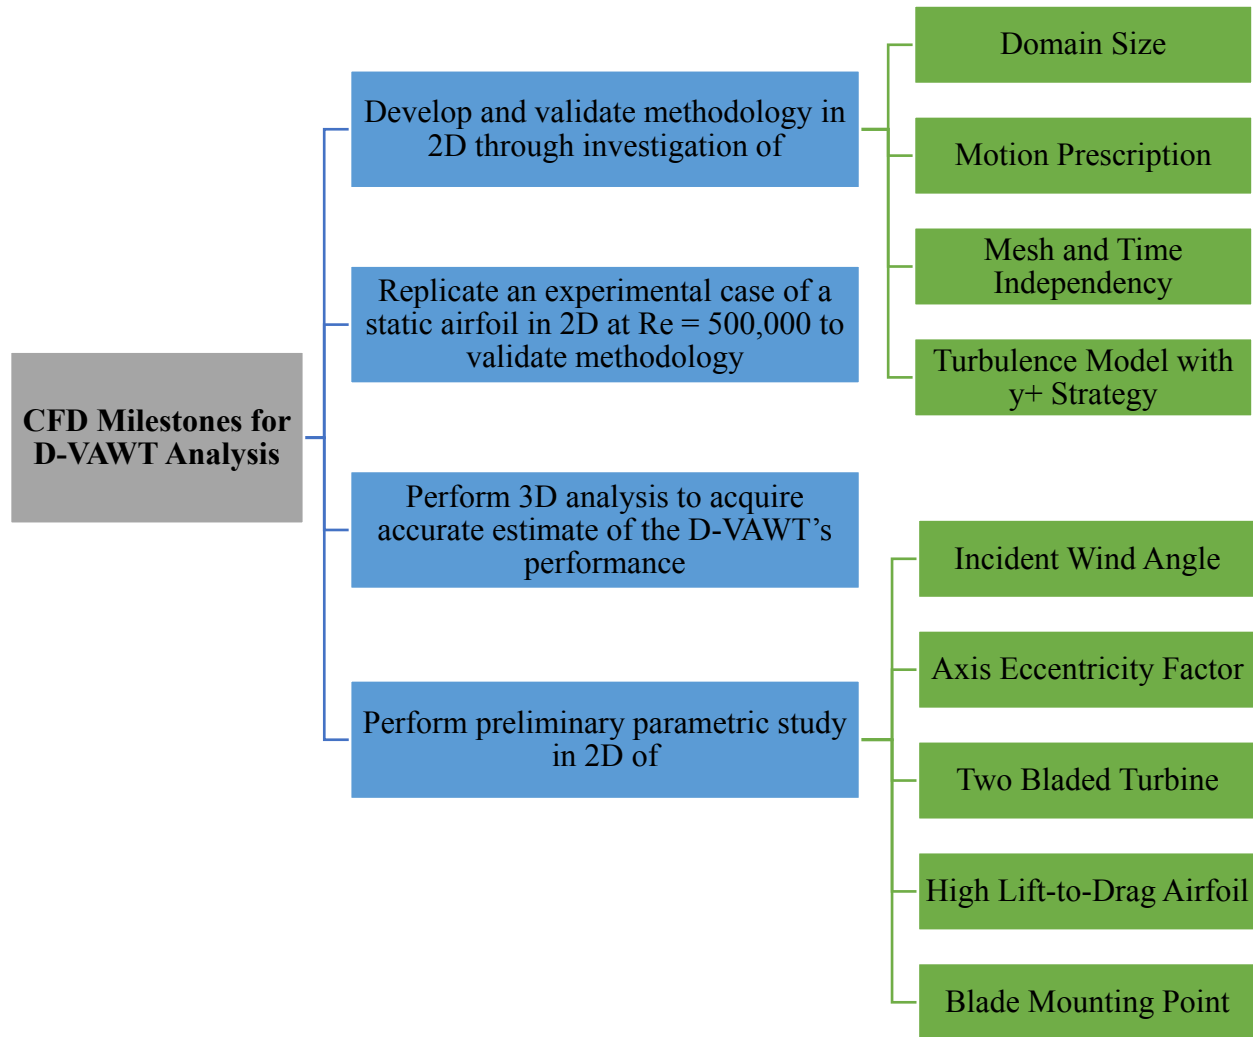 CFD Milestones for
D-VAWT Analysis
Develop and validate methodology in
2D through investigation of
Domain Size
Motion Prescription
Mesh and Time
Independency
Turbulence Model with
y+ Strategy
Replicate an experimental case of a
static airfoil in 2D at Re = 500,000 to
validate methodology
Perform 3D analysis to acquire
accurate estimate of the D-VAWT’s
performance
Perform preliminary parametric study
in 2D of
Incident Wind Angle
Axis Eccentricity Factor
Two Bladed Turbine
High Lift-to-Drag Airfoil
Blade Mounting Point